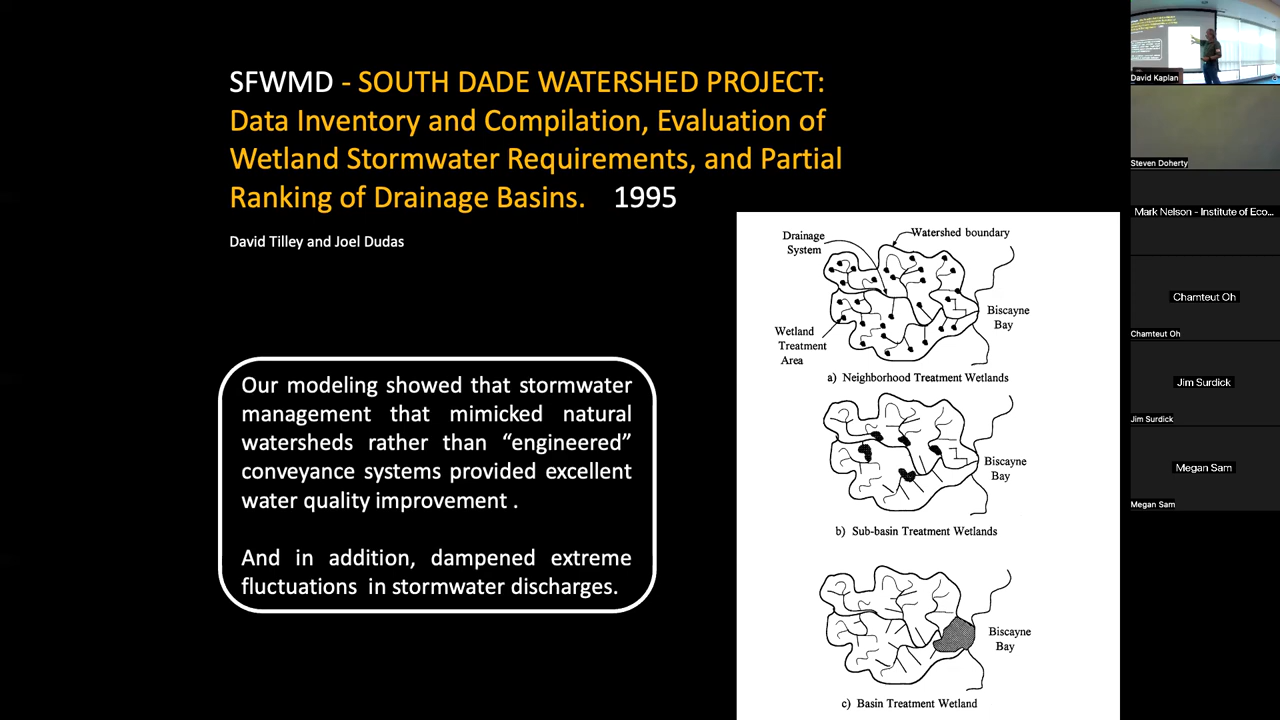 SFWMD - SOUTH DADE WATERSHED PROJECT:
Data Inventory and Compilation, Evaluation of
Wetland Stormwater Requirements, and Partial
Ranking of Drainage Basins. 1995
David Tilley and Joel Dudas
Our modeling showed that stormwater
management that mimicked natural
watersheds rather than “engineered”
conveyance systems provided excellent
water quality improvement .
And in addition, dampened extreme
fluctuations in stormwater discharges.
Drainage
System
Watershed boundary
Biscayne
Bay
Wetland
Treatment
Area
a) Neighborhood Treatment Wetlands
Biscayne
Bay
b) Sub-basin Treatment Wetlands
Biscayne
Bay
c) Basin Treatment Wetland
David Kaplan
Steven Doherty
Mark Nelson - Institute of Eco...
Chamteut Oh
Chamteut Oh
Jim Surdick
Jim Surdick
Megan Sam
Megan Sam